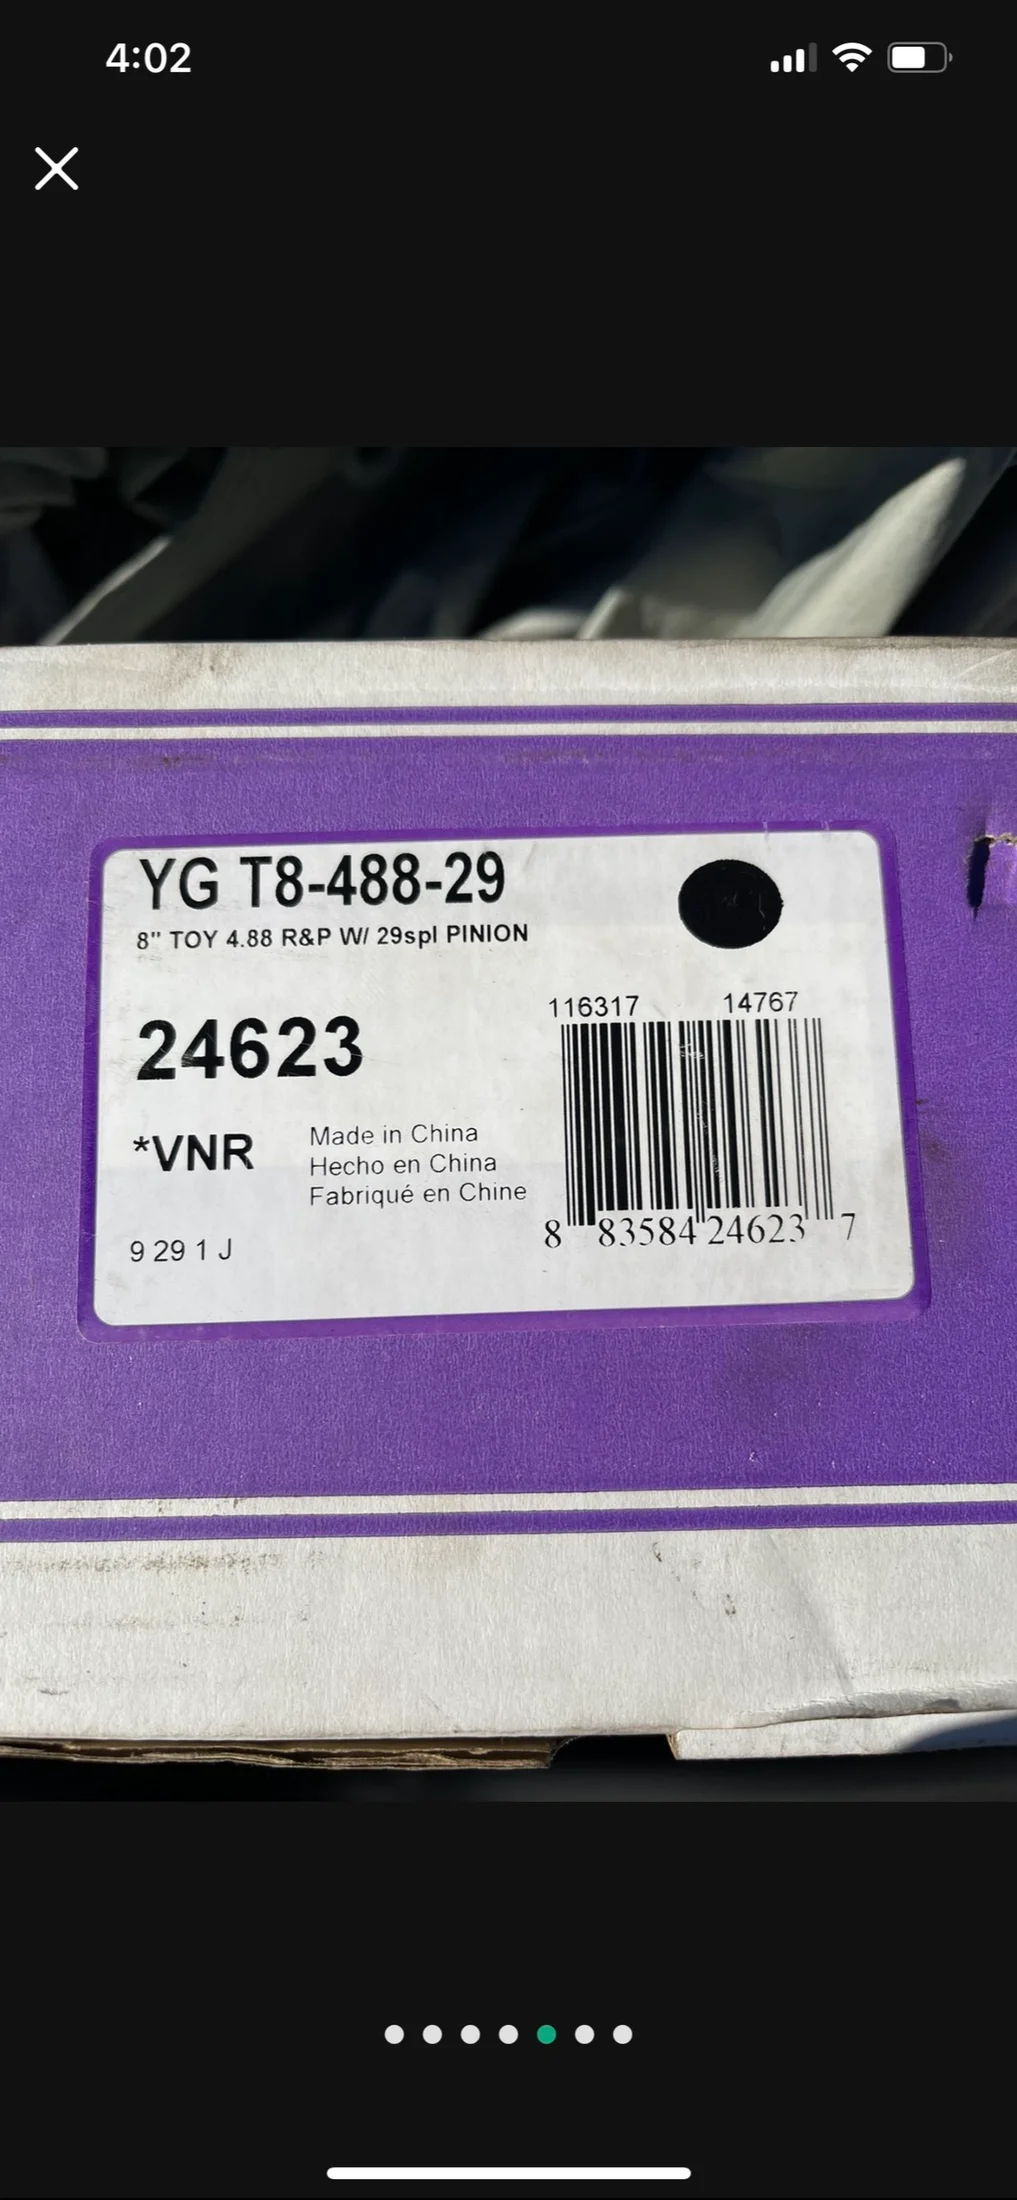 4:02
YG T8-488-29
8" TOY 4.88 R&P W/ 29spl PINION
24623
116317 14767
*VNR
Made in China
Hecho en China
Fabriqué en Chine
8 83584 24623 7
9 29 1 J